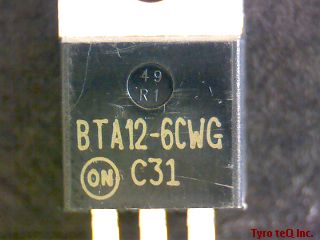 49
R1
BTA12-6CWG
ON C31
Tyro teQ Inc.